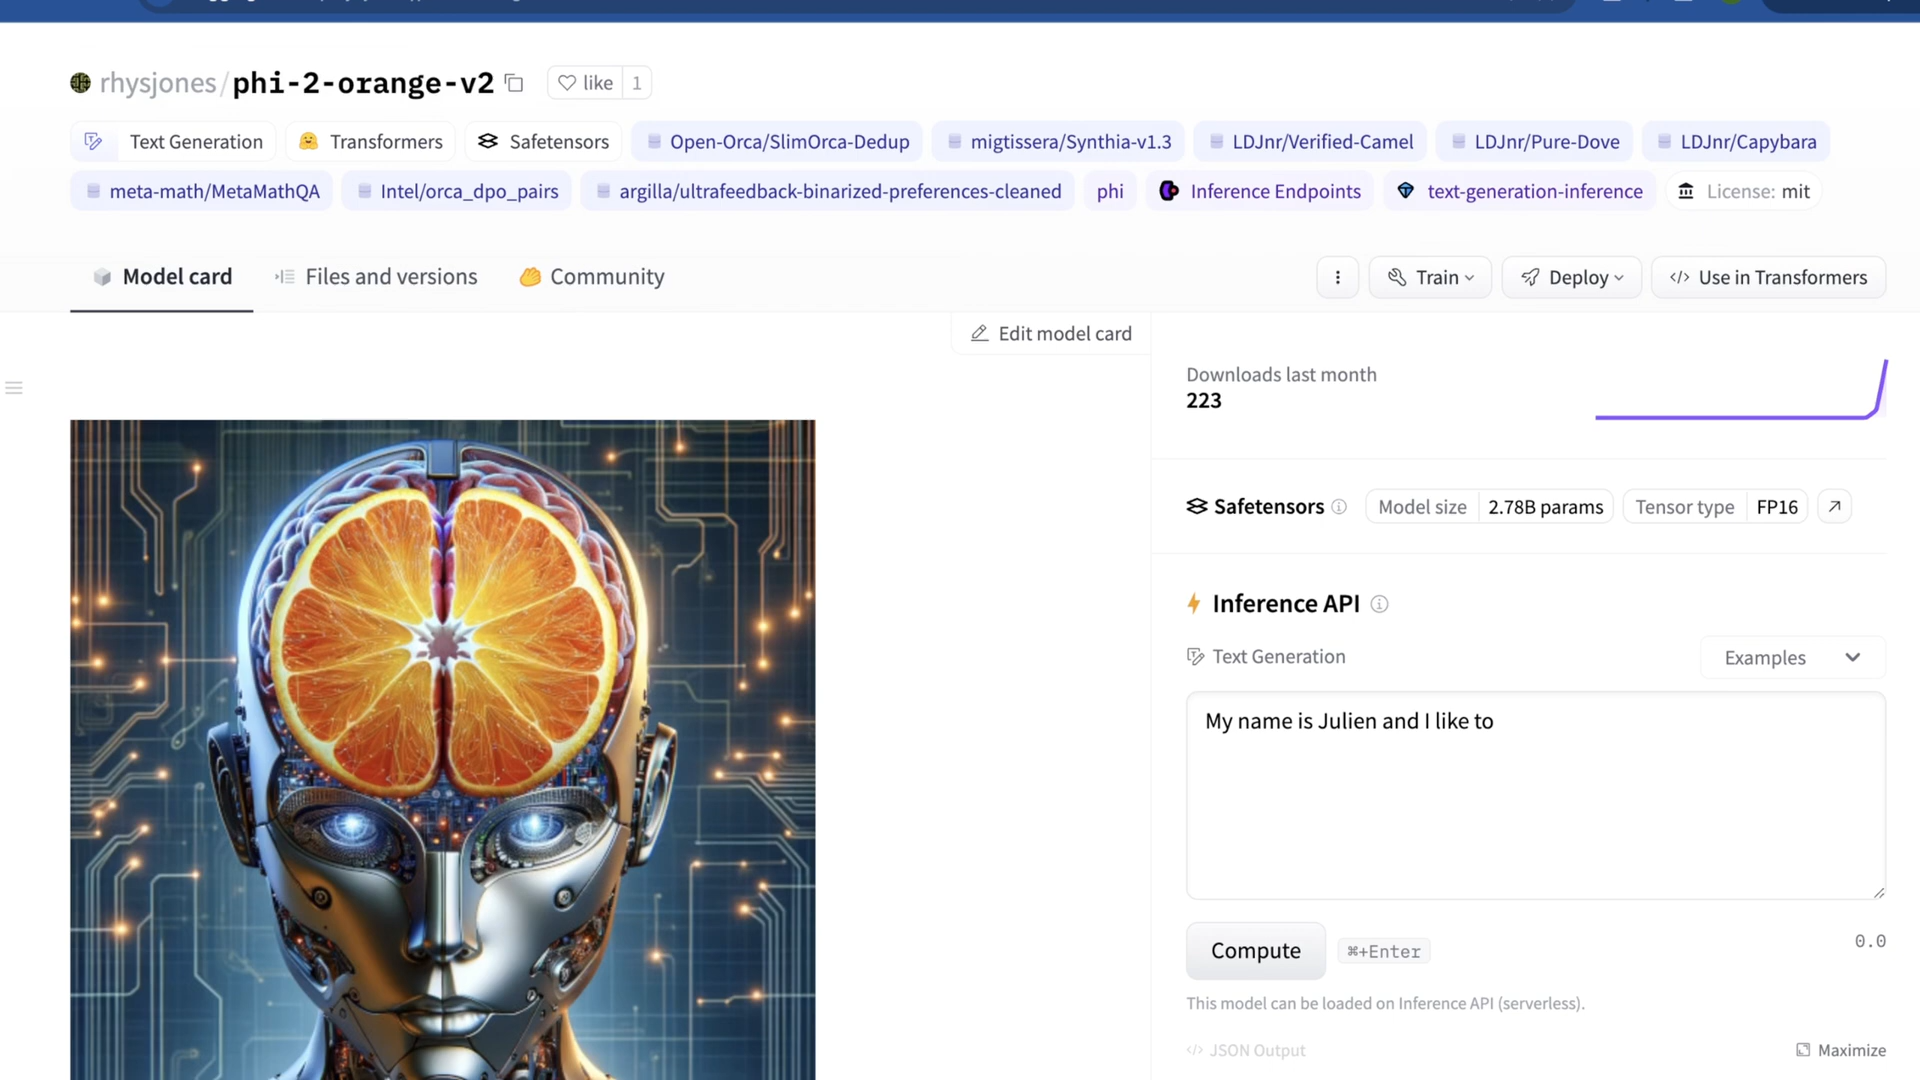 rhysjones/phi-2-orange-v2 like 1
Text Generation Transformers Safetensors Open-Orca/SlimOrca-Dedup migtissera/Synthia-v1.3 LDJnr/Verified-Camel LDJnr/Pure-Dove LDJnr/Capybara
meta-math/MetaMathQA Intel/orca_dpo_pairs argilla/ultrafeedback-binarized-preferences-cleaned phi Inference Endpoints text-generation-inference License: mit
Model card Files and versions Community Train Deploy </> Use in Transformers
Edit model card
Downloads last month
223
Safetensors Model size 2.78B params Tensor type FP16
Inference API
Text Generation Examples
My name is Julien and I like to
Compute ⌘+Enter 0.0
This model can be loaded on Inference API (serverless).
</> JSON Output Maximize